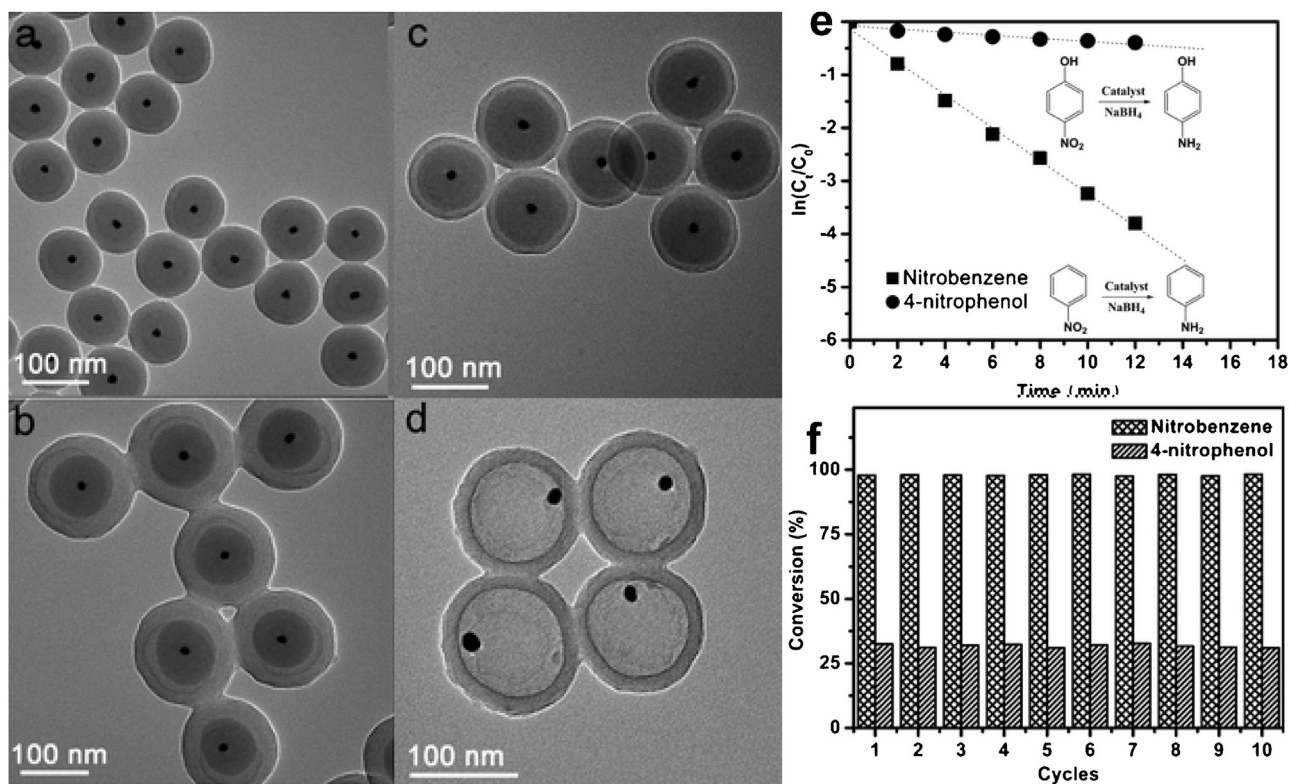 a
100 nm
b
100 nm
c
100 nm
d
100 nm
e
0
-1
-2
-3
-4
-5
-6
ln(Ct/C0)
OH
NO2
Catalyst
NaBH4
OH
NH2
Nitrobenzene
4-nitrophenol
NO2
Catalyst
NaBH4
NH2
0 2 4 6 8 10 12 14 16 18
Time (min)
f
Nitrobenzene
4-nitrophenol
100
75
50
25
0
Conversion (%)
1 2 3 4 5 6 7 8 9 10
Cycles